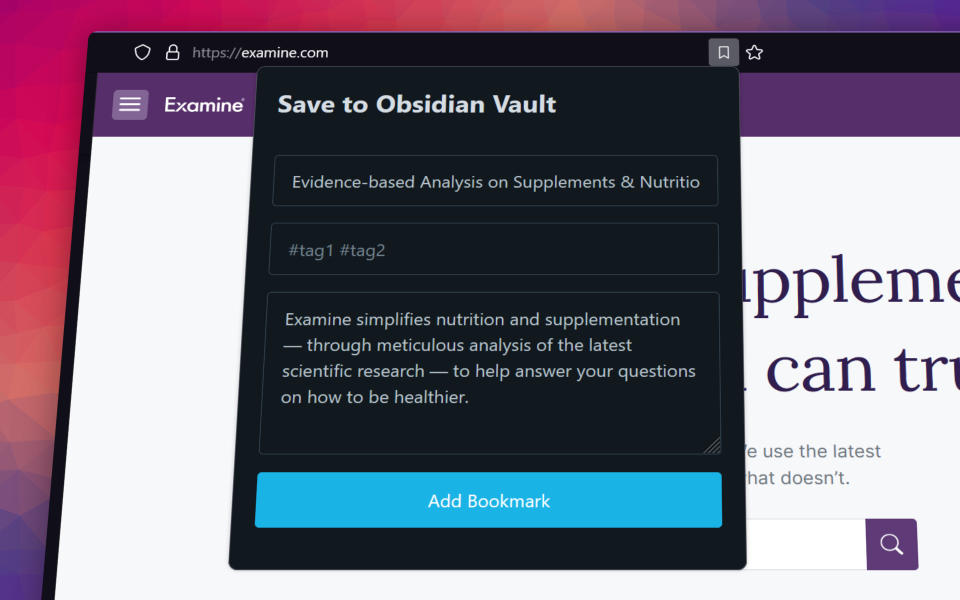 https://examine.com
Examine
Save to Obsidian Vault
Evidence-based Analysis on Supplements & Nutritio
#tag1 #tag2
Examine simplifies nutrition and supplementation
— through meticulous analysis of the latest
scientific research — to help answer your questions
on how to be healthier.
Add Bookmark
uppleme
can tru
e use the latest
hat doesn't.